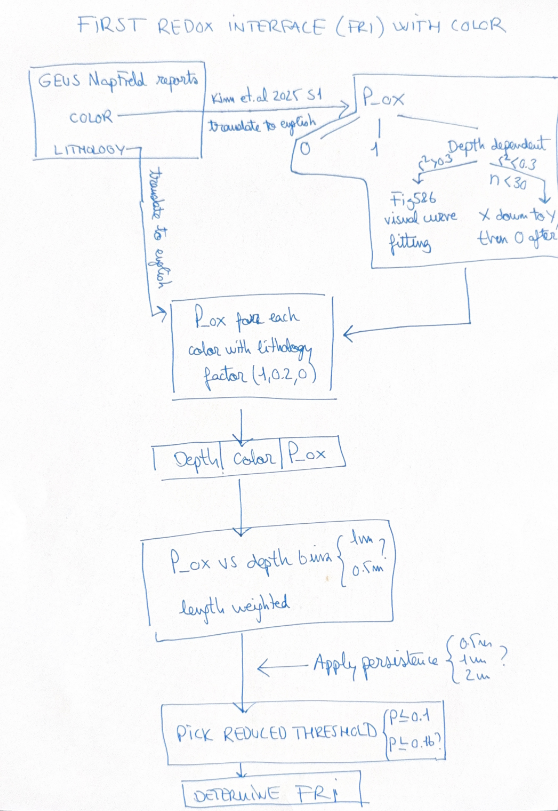 FIRST REDOX INTERFACE (FRI) WITH COLOR
GEUS NapField reports
COLOR
LITHOLOGY
Kim et.al 2025 S1
translate to english
translate to english
P_ox
0
1
Depth dependent
r²>0.3
r²<0.3
n<30
Fig S26
visual curve
fitting
X down to Y,
then 0 after
P_ox for each
color with lithology
factor (1,0.2,0)
Depth | Color | P_ox
P_ox vs depth bins { 1m
0.5m ?
length weighted
Apply persistence { 0.5m
1m ?
2m
PICK REDUCED THRESHOLD { P≤0.1
P≤0.16?
DETERMINE FRI